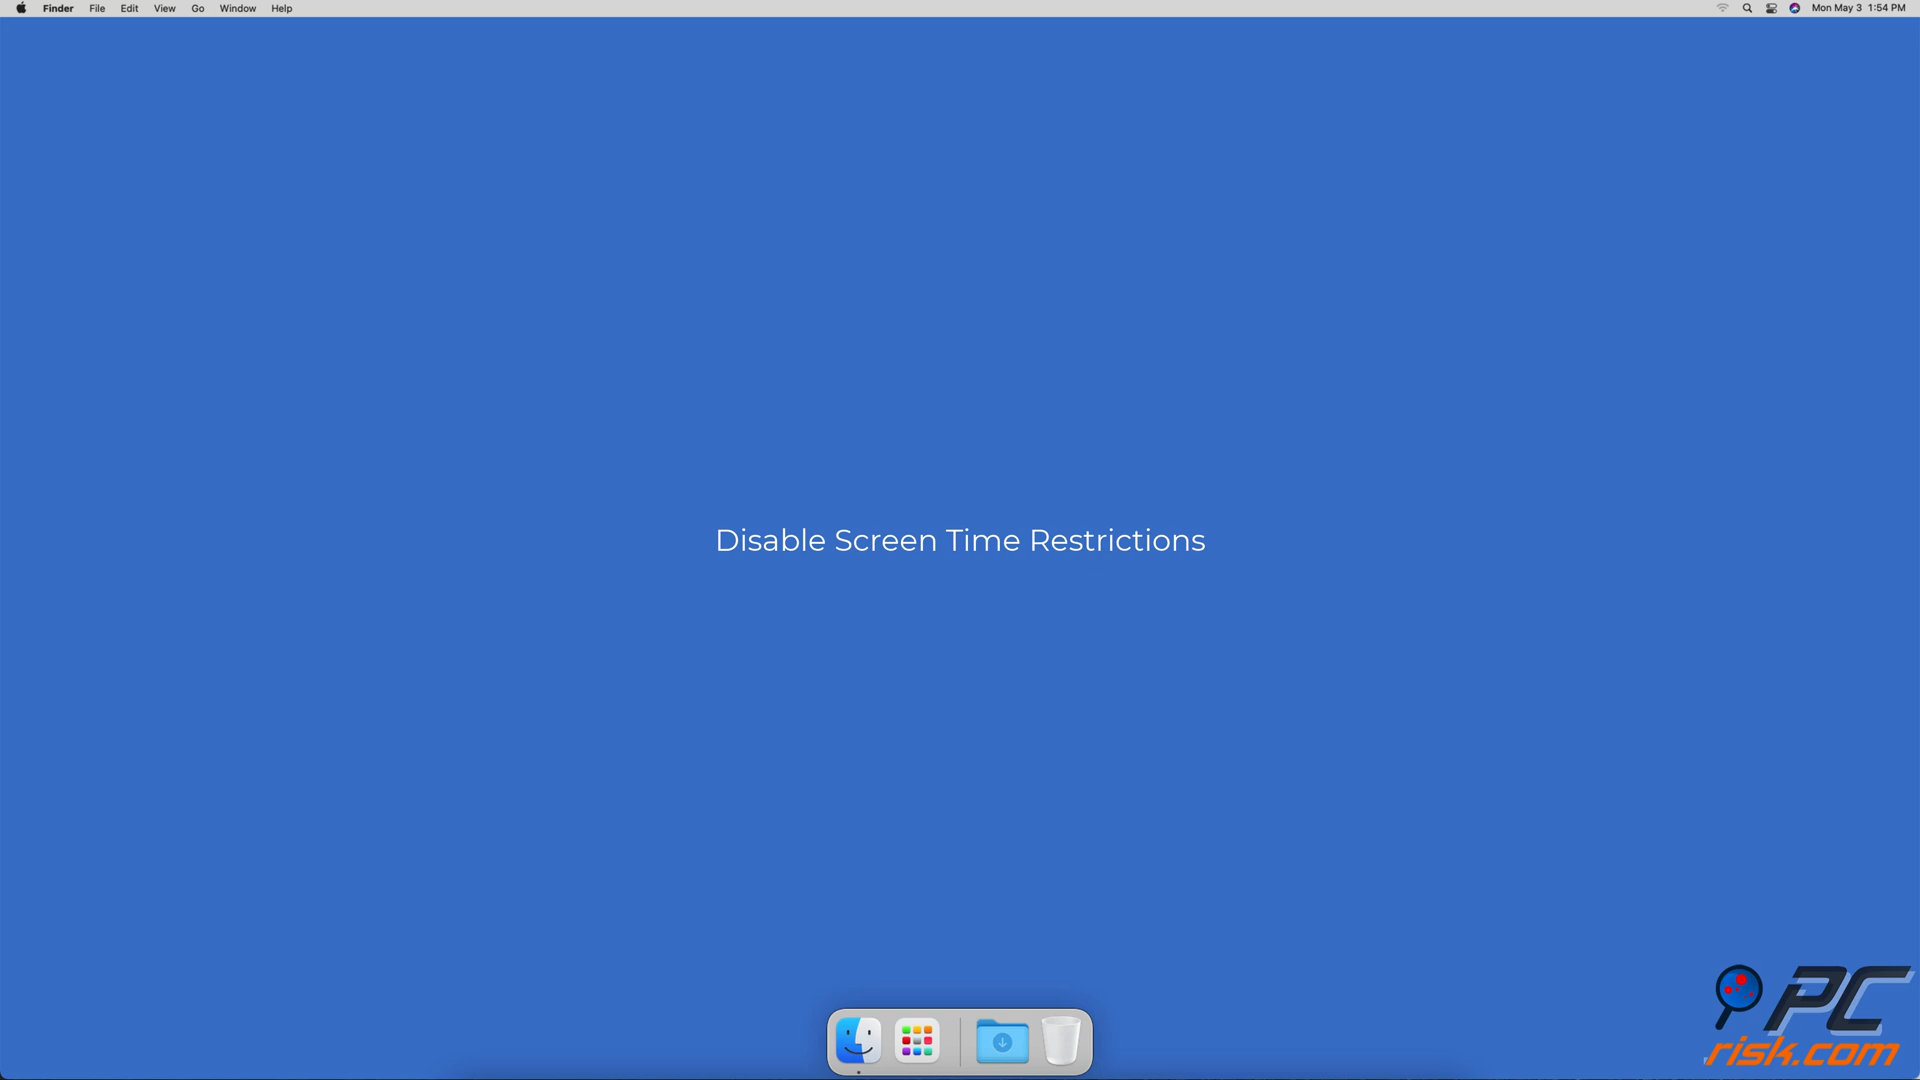 Finder File Edit View Go Window Help Mon May 3 1:54 PM
Disable Screen Time Restrictions
PC
risk.com